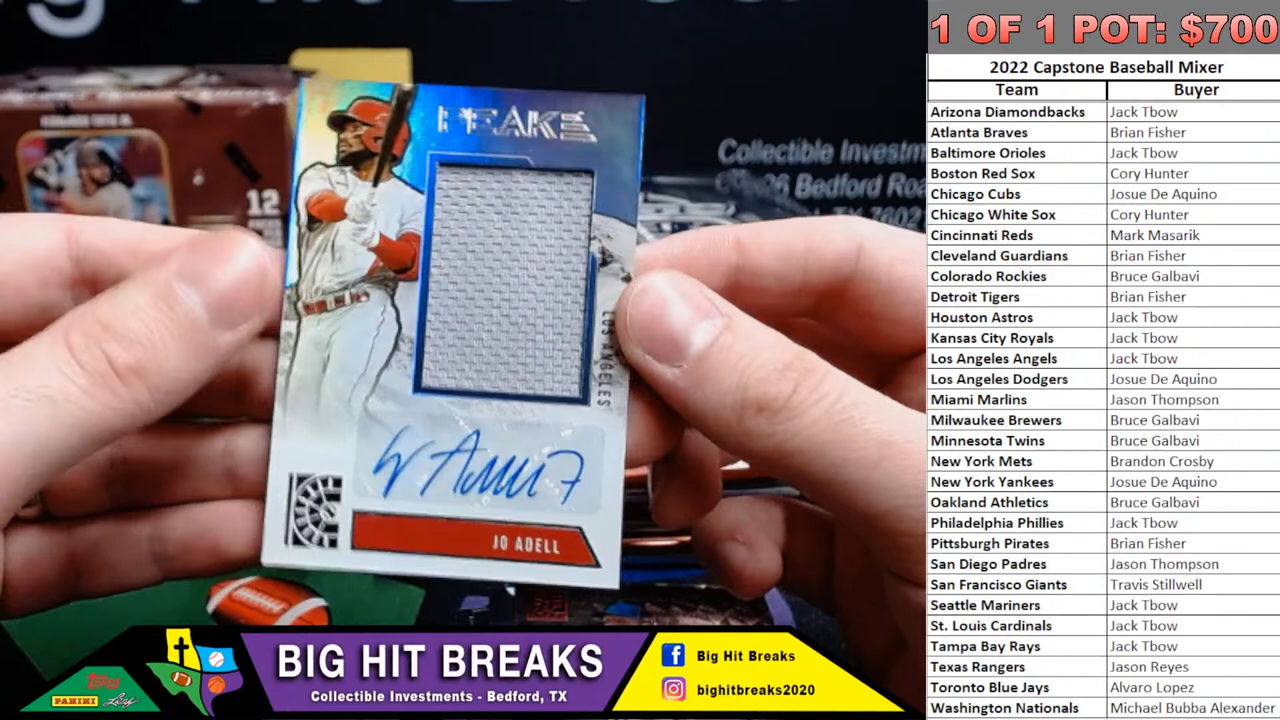 1 OF 1 POT: $700
2022 Capstone Baseball Mixer
Team Buyer
Arizona Diamondbacks Jack Tbow
Atlanta Braves Brian Fisher
Baltimore Orioles Jack Tbow
Boston Red Sox Cory Hunter
Chicago Cubs Josue De Aquino
Chicago White Sox Cory Hunter
Cincinnati Reds Mark Masarik
Cleveland Guardians Brian Fisher
Colorado Rockies Bruce Galbavi
Detroit Tigers Brian Fisher
Houston Astros Jack Tbow
Kansas City Royals Jack Tbow
Los Angeles Angels Jack Tbow
Los Angeles Dodgers Josue De Aquino
Miami Marlins Jason Thompson
Milwaukee Brewers Bruce Galbavi
Minnesota Twins Bruce Galbavi
New York Mets Brandon Crosby
New York Yankees Josue De Aquino
Oakland Athletics Bruce Galbavi
Philadelphia Phillies Jack Tbow
Pittsburgh Pirates Brian Fisher
San Diego Padres Jason Thompson
San Francisco Giants Travis Stillwell
Seattle Mariners Jack Tbow
St. Louis Cardinals Jack Tbow
Tampa Bay Rays Jack Tbow
Texas Rangers Jason Reyes
Toronto Blue Jays Alvaro Lopez
Washington Nationals Michael Bubba Alexander
Collectible Investm
Bedford Roa
12
PEAKS
LOS ANGELES
JO ADELL
BIG HIT BREAKS
Collectible Investments - Bedford, TX
Big Hit Breaks
bighitbreaks2020
topps
PANINI
Leaf